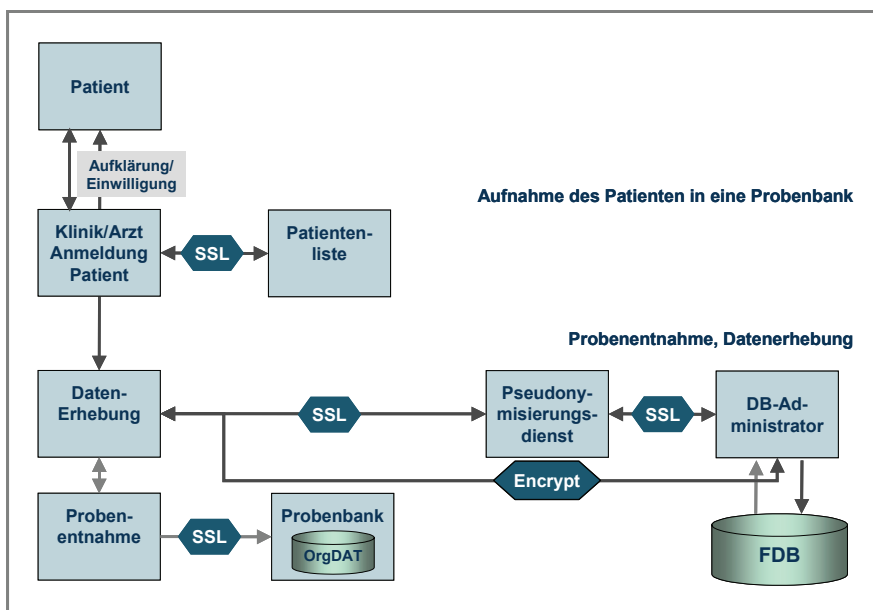 Patient
Aufklärung/
Einwilligung
Aufnahme des Patienten in eine Probenbank
Klinik/Arzt
Anmeldung
Patient
SSL
Patienten-
liste
Probenentnahme, Datenerhebung
Daten-
Erhebung
SSL
Pseudony-
misierungs-
dienst
SSL
DB-Ad-
ministrator
Encrypt
Proben-
entnahme
SSL
Probenbank
OrgDAT
FDB